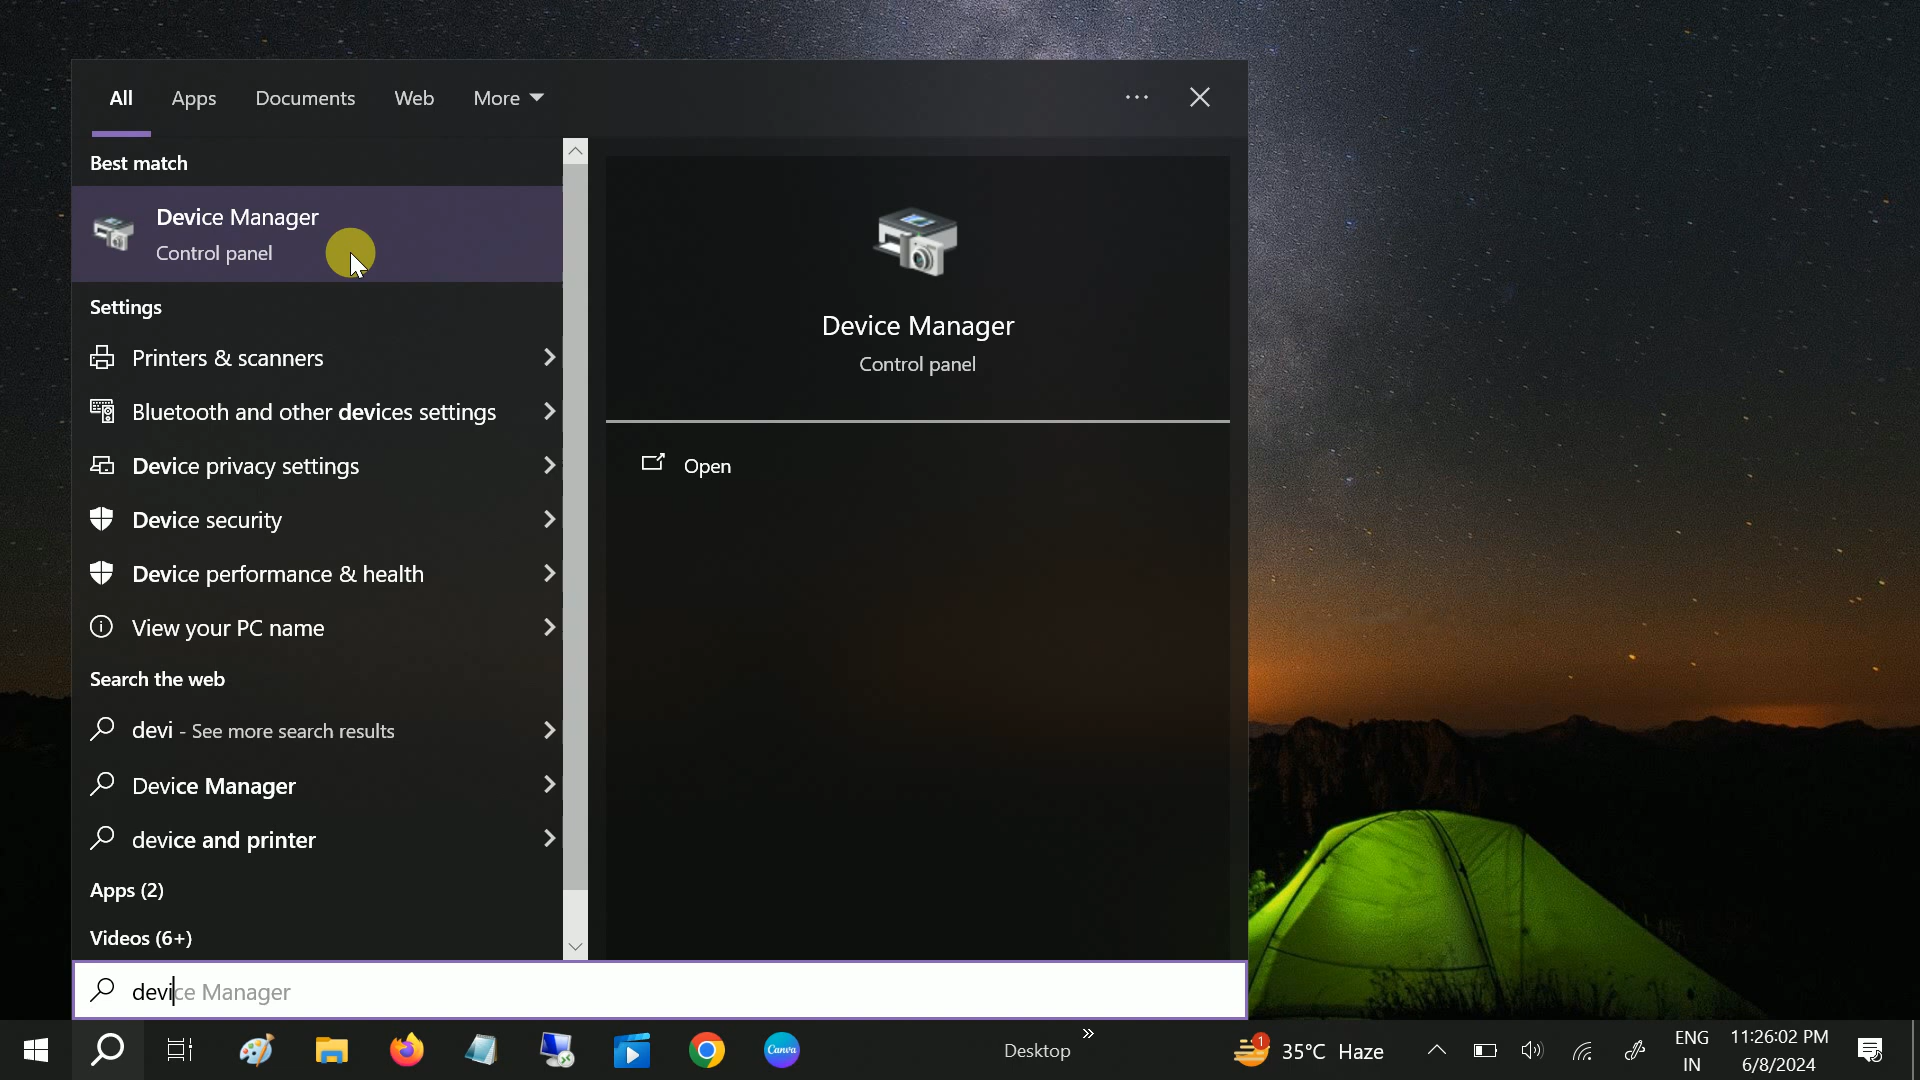 All Apps Documents Web More
Best match
Device Manager
Control panel
Settings
Printers & scanners
Bluetooth and other devices settings
Device privacy settings
Device security
Device performance & health
View your PC name
Search the web
devi - See more search results
Device Manager
device and printer
Apps (2)
Videos (6+)
Device Manager
Control panel
Open
device Manager
Canva
Desktop
1
35°C Haze
ENG
IN
11:26:02 PM
6/8/2024